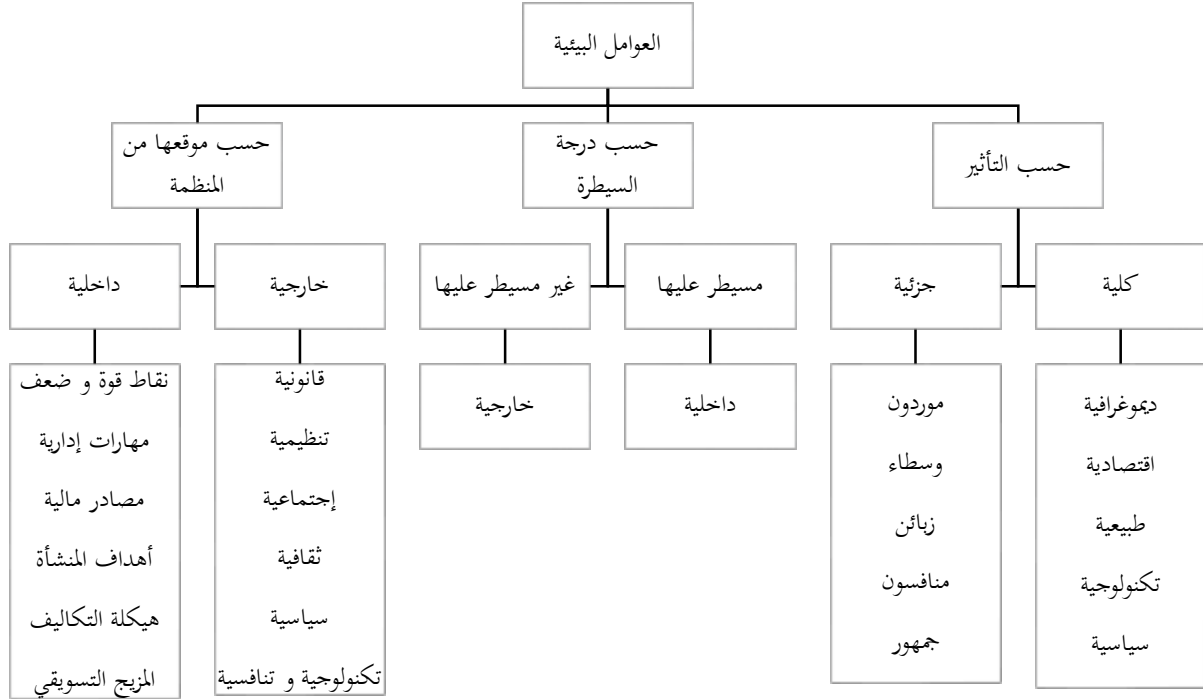 العوامل البيئية
حسب التأثير
حسب درجة
السيطرة
حسب موقعها من
المنظمة
كلية
جزئية
مسيطر عليها
غير مسيطر عليها
خارجية
داخلية
ديموغرافية
اقتصادية
طبيعية
تكنولوجية
سياسية
موردون
وسطاء
زبائن
منافسون
جمهور
داخلية
خارجية
قانونية
تنظيمية
إجتماعية
ثقافية
سياسية
تكنولوجية و تنافسية
نقاط قوة و ضعف
مهارات إدارية
مصادر مالية
أهداف المنشأة
هيكلة التكاليف
المزيج التسويقي